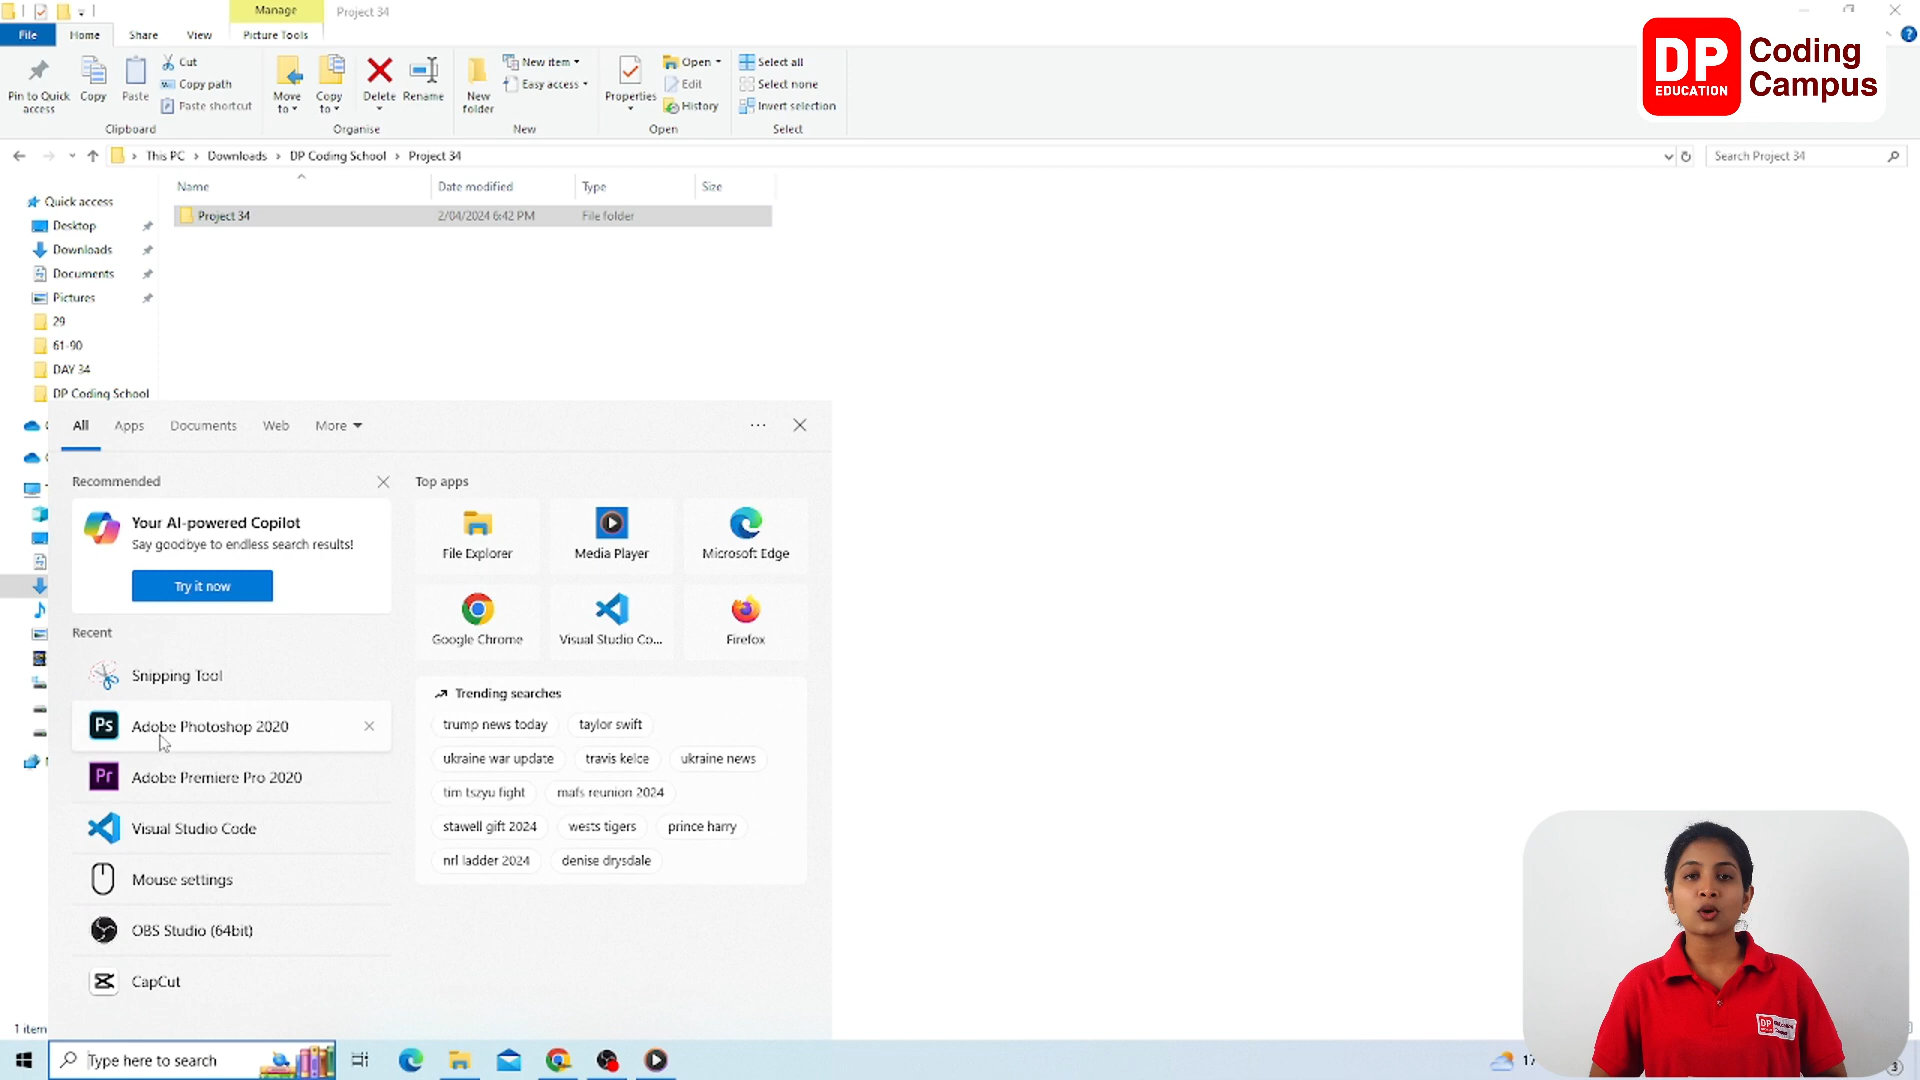 Manage
Project 34
File
Home
Share
View
Picture Tools
Pin to Quick access
Copy
Paste
Cut
Copy path
Paste shortcut
Clipboard
Move to
Copy to
Delete
Rename
Organise
New folder
New item
Easy access
New
Properties
Open
Edit
History
Open
Select all
Select none
Invert selection
Select
DP
EDUCATION
Coding
Campus
This PC
Downloads
DP Coding School
Project 34
Search Project 34
Name
Date modified
Type
Size
Project 34
2/04/2024 6:42 PM
File folder
Quick access
Desktop
Downloads
Documents
Pictures
29
61-90
DAY 34
DP Coding School
All
Apps
Documents
Web
More
Recommended
Your AI-powered Copilot
Say goodbye to endless search results!
Try it now
Recent
Snipping Tool
Ps
Adobe Photoshop 2020
Pr
Adobe Premiere Pro 2020
Visual Studio Code
Mouse settings
OBS Studio (64bit)
CapCut
Top apps
File Explorer
Media Player
Microsoft Edge
Google Chrome
Visual Studio Co...
Firefox
Trending searches
trump news today
taylor swift
ukraine war update
travis kelce
ukraine news
tim tszyu fight
mafs reunion 2024
stawell gift 2024
wests tigers
prince harry
nrl ladder 2024
denise drysdale
1 item
Type here to search
17
3
DP